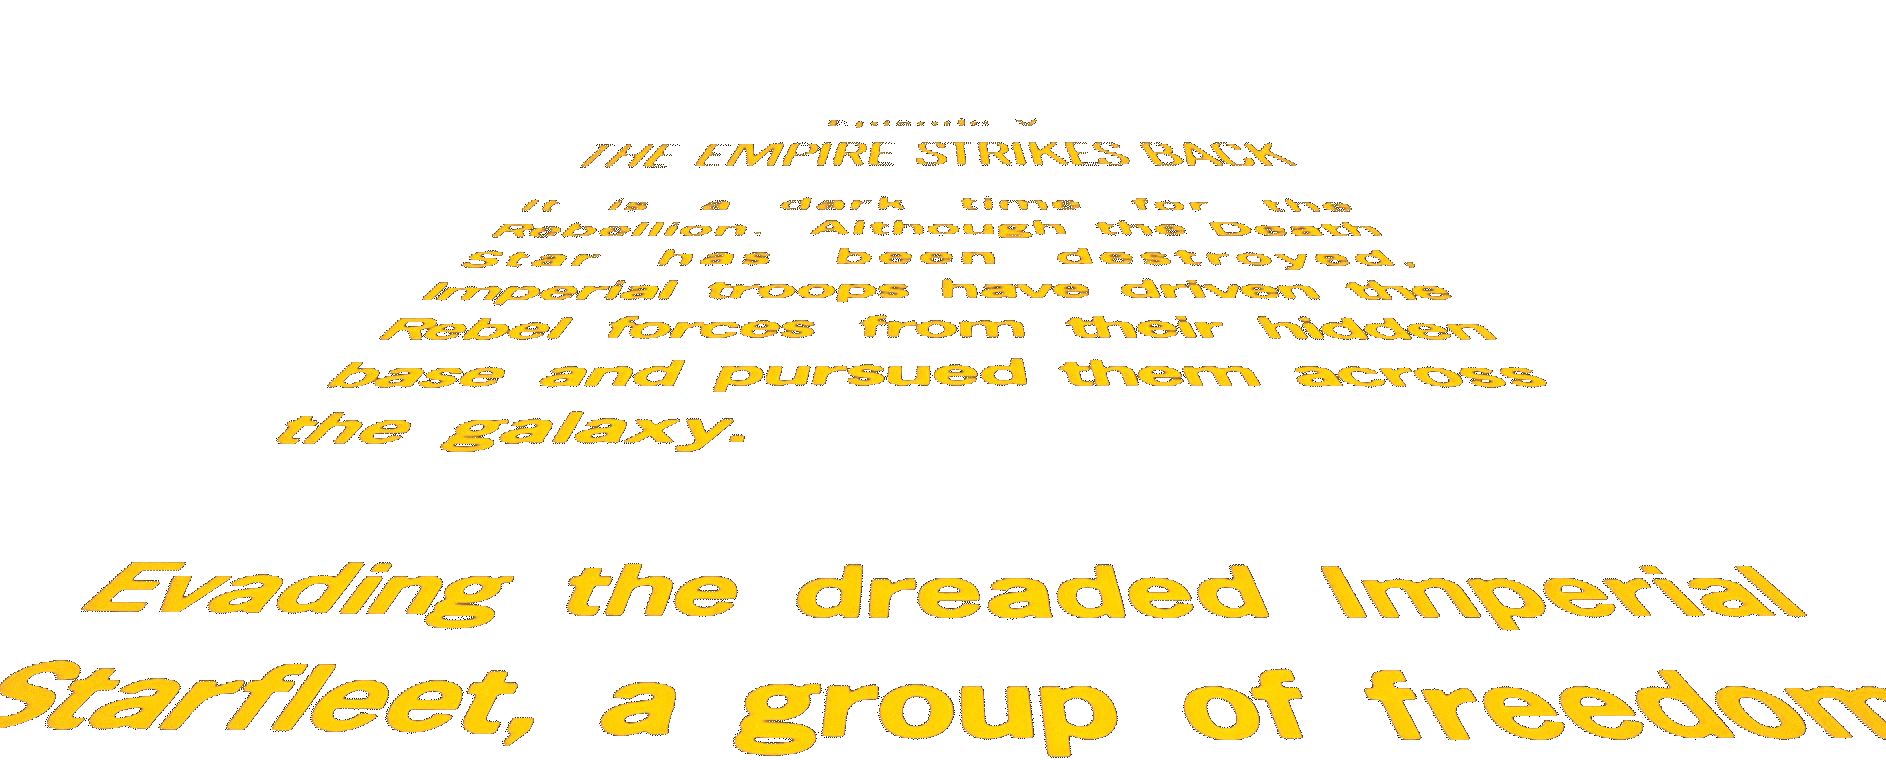 Episode V
THE EMPIRE STRIKES BACK
It is a dark time for the
Rebellion. Although the Death
Star has been destroyed,
Imperial troops have driven the
Rebel forces from their hidden
base and pursued them across
the galaxy.
Evading the dreaded Imperial
Starfleet, a group of freedom